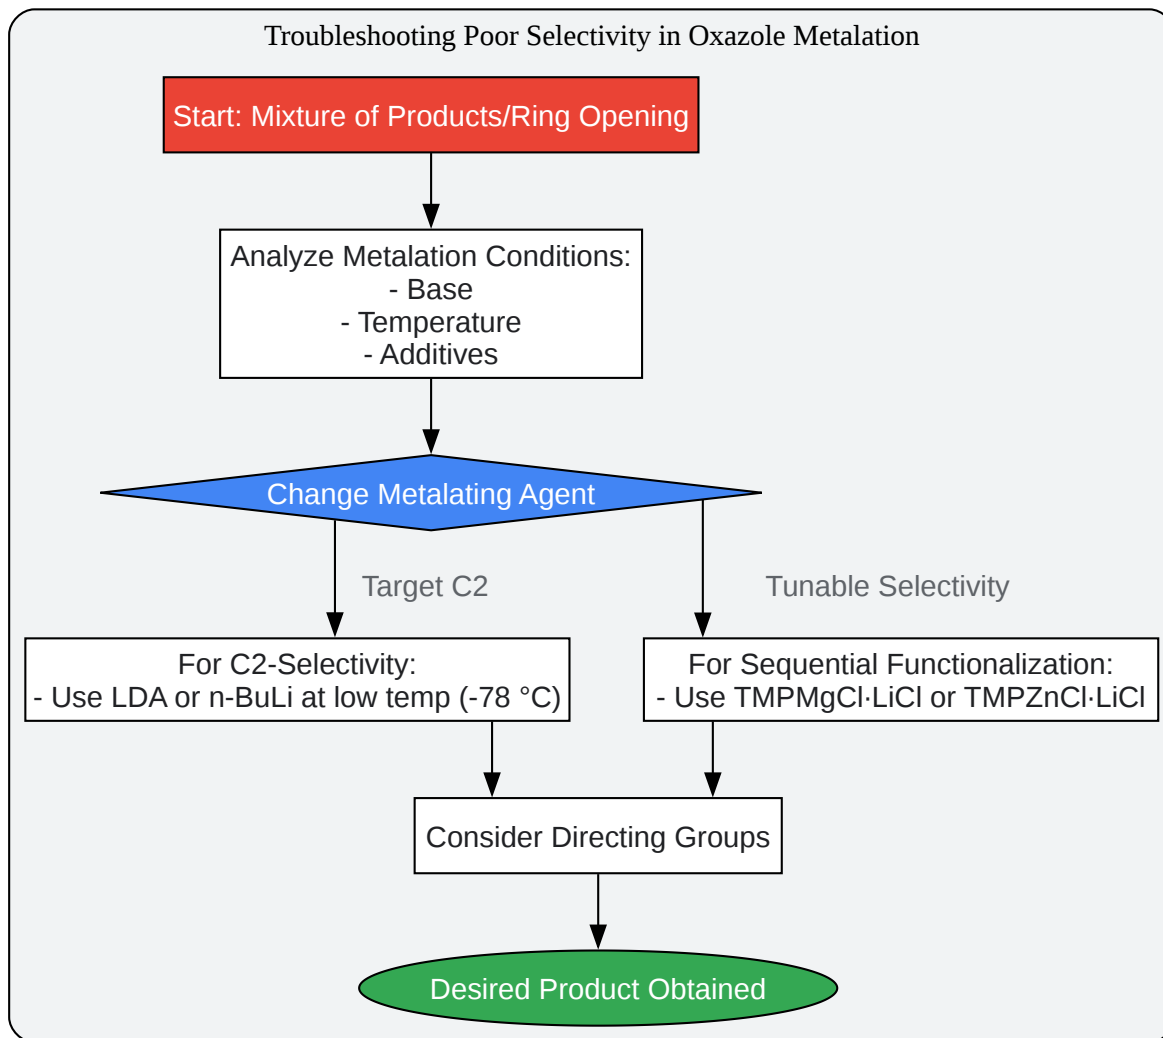 Troubleshooting Poor Selectivity in Oxazole Metalation
Start: Mixture of Products/Ring Opening
Analyze Metalation Conditions:
- Base
- Temperature
- Additives
Change Metalating Agent
Target C2
Tunable Selectivity
For C2-Selectivity:
- Use LDA or n-BuLi at low temp (-78 °C)
For Sequential Functionalization:
- Use TMPMgCl·LiCl or TMPZnCl·LiCl
Consider Directing Groups
Desired Product Obtained